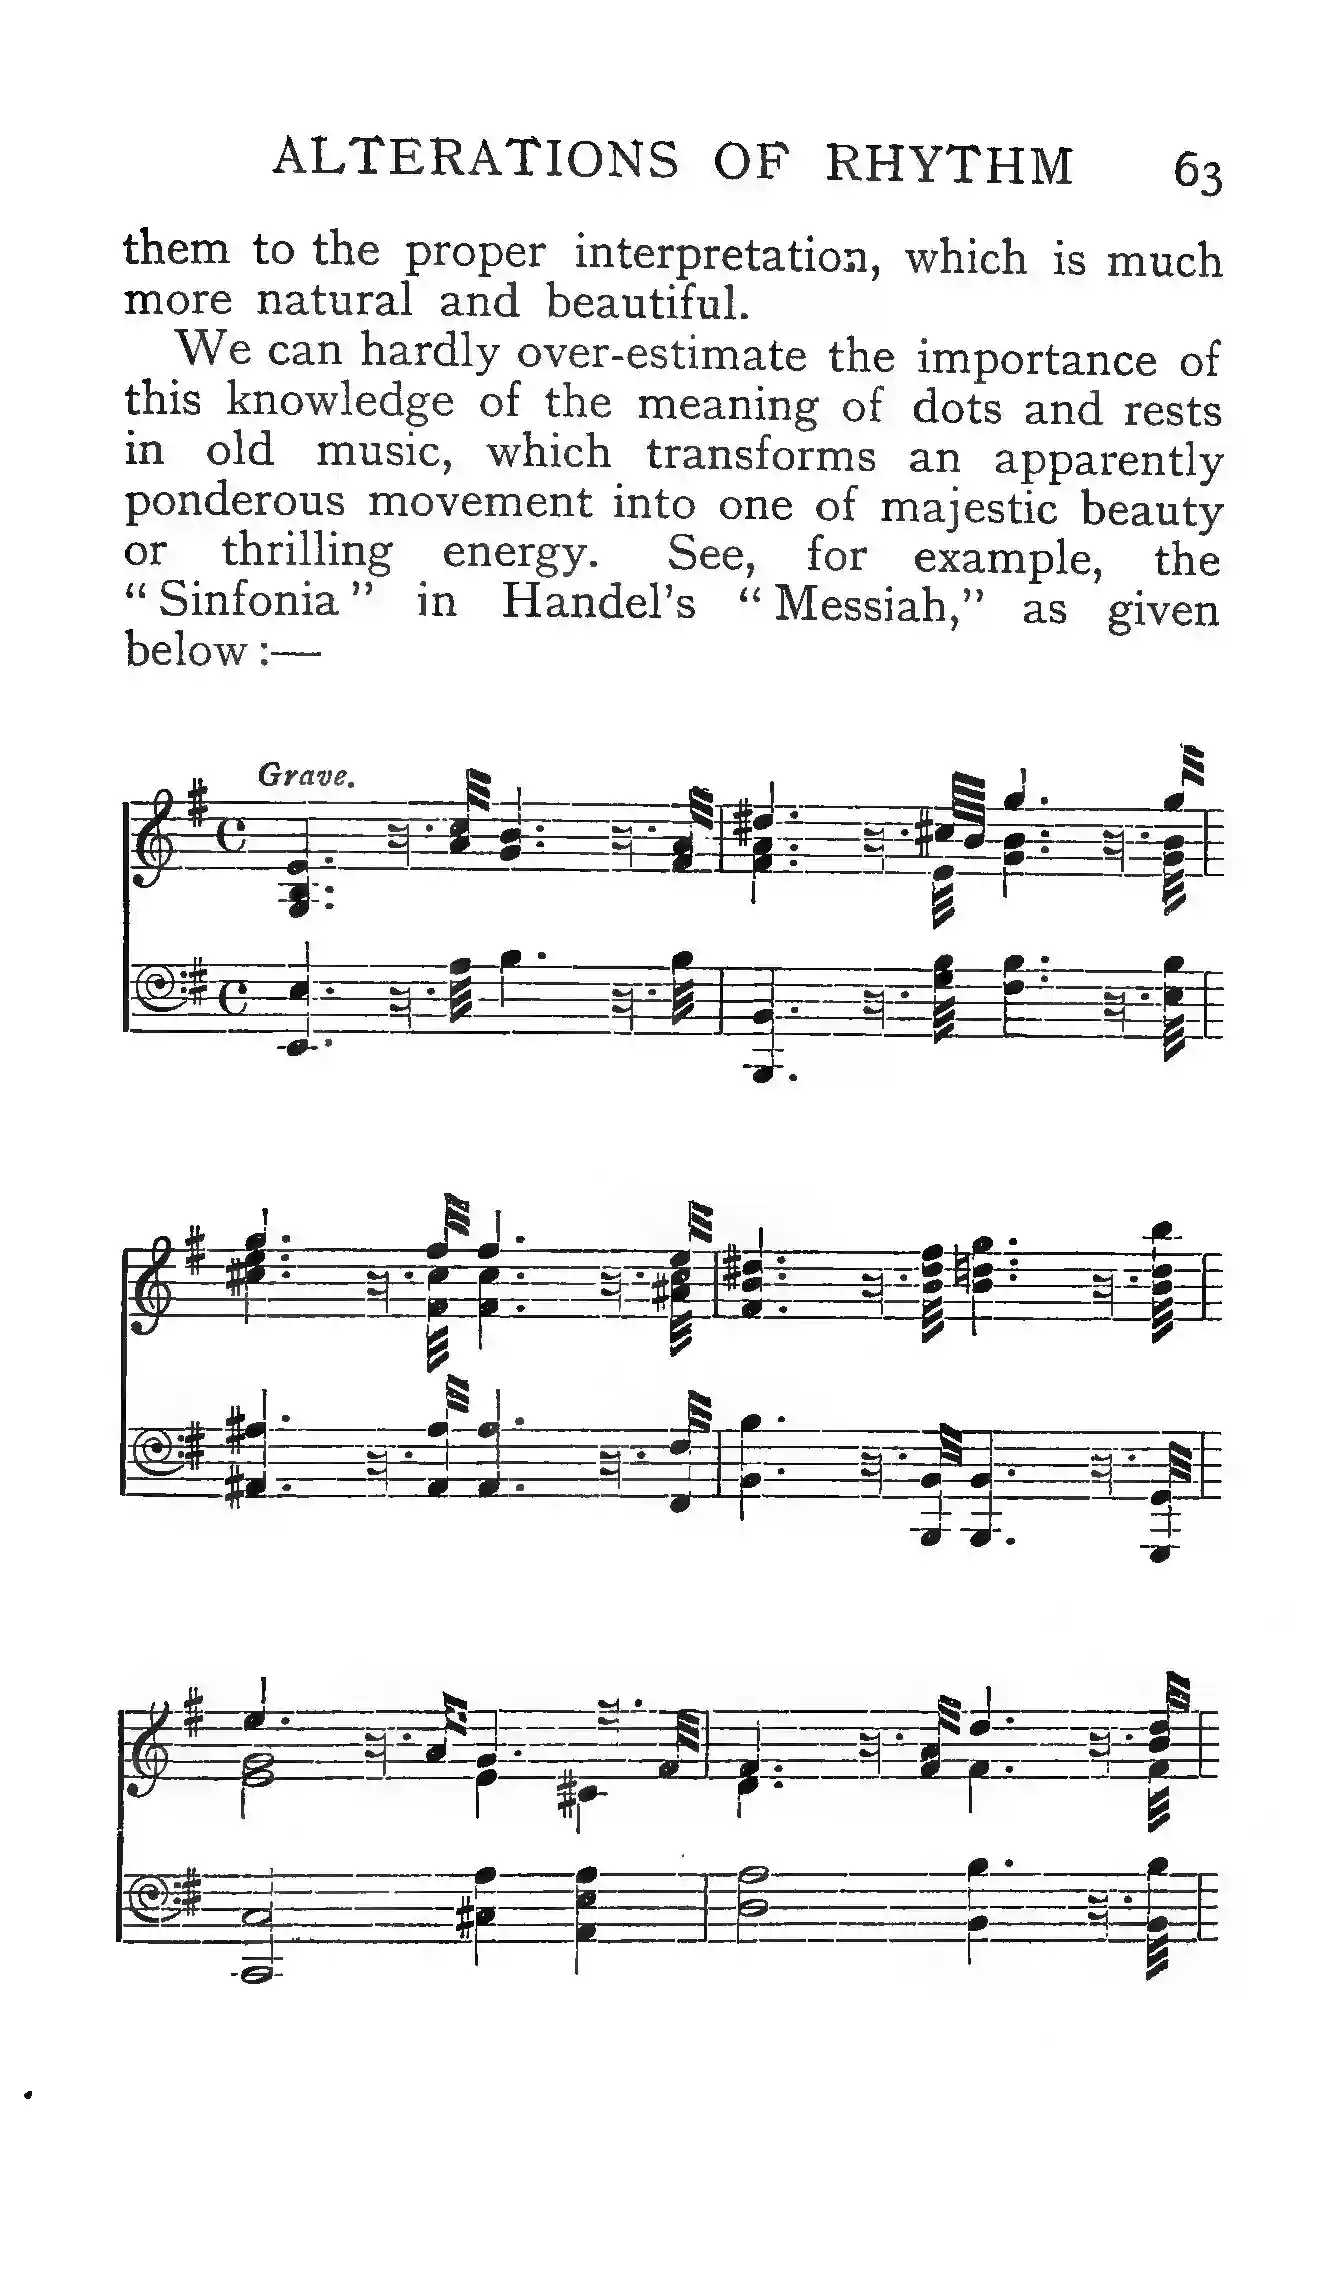 ALTERATIONS OF RHYTHM 63
them to the proper interpretation, which is much
more natural and beautiful.
We can hardly over-estimate the importance of
this knowledge of the meaning of dots and rests
in old music, which transforms an apparently
ponderous movement into one of majestic beauty
or thrilling energy. See, for example, the
“Sinfonia” in Handel’s “Messiah,” as given
below :—
Grave.